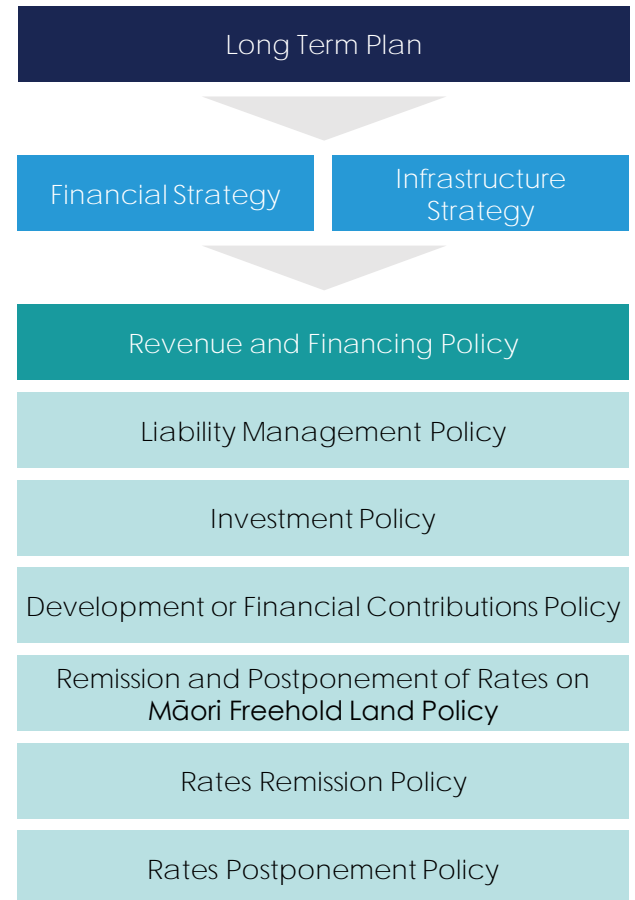 Long Term Plan
Financial Strategy
Infrastructure
Strategy
Revenue and Financing Policy
Liability Management Policy
Investment Policy
Development or Financial Contributions Policy
Remission and Postponement of Rates on
Māori Freehold Land Policy
Rates Remission Policy
Rates Postponement Policy